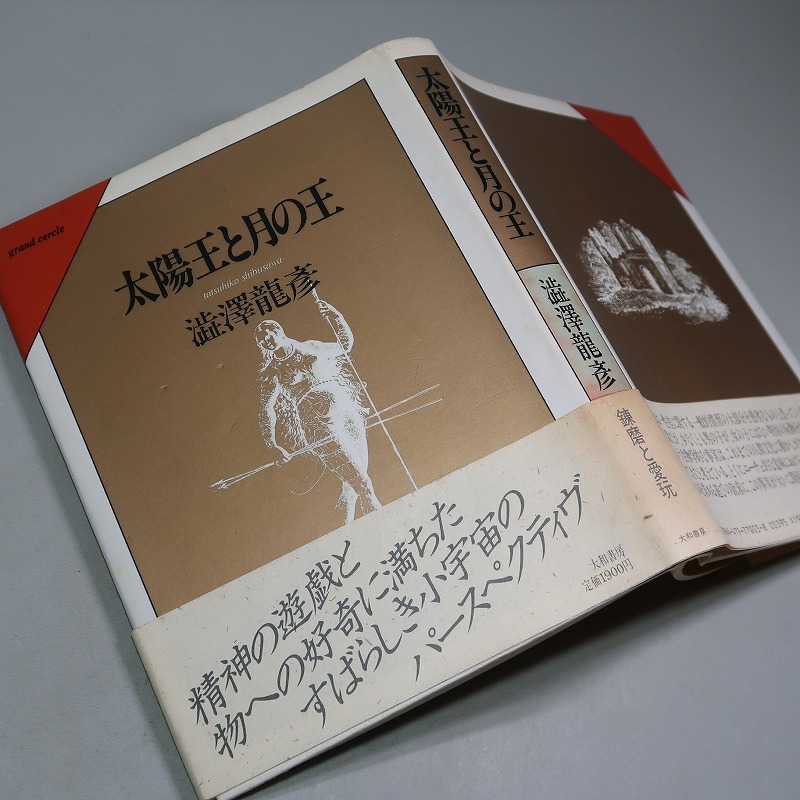 grand cercle
太陽王と月の王
tatsuhiko shibusawa
澁澤龍彦
精神の遊戯と
物への好奇に満ちた
すばらしき小宇宙の
パースペクティヴ
大和書房
定価1900円
太陽王と月の王
澁澤龍彦
錬磨と愛玩
大和書房